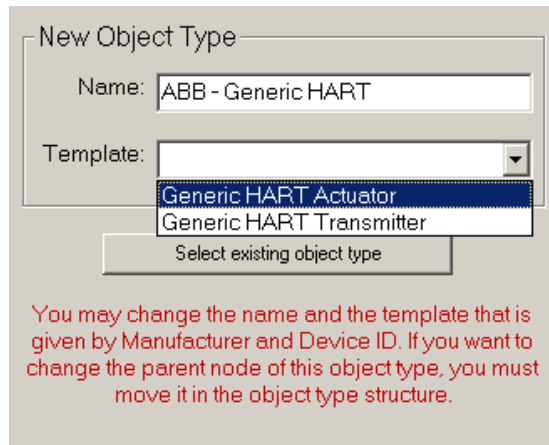 New Object Type
Name: ABB - Generic HART
Template:
Generic HART Actuator
Generic HART Transmitter
Select existing object type
You may change the name and the template that is
given by Manufacturer and Device ID. If you want to
change the parent node of this object type, you must
move it in the object type structure.